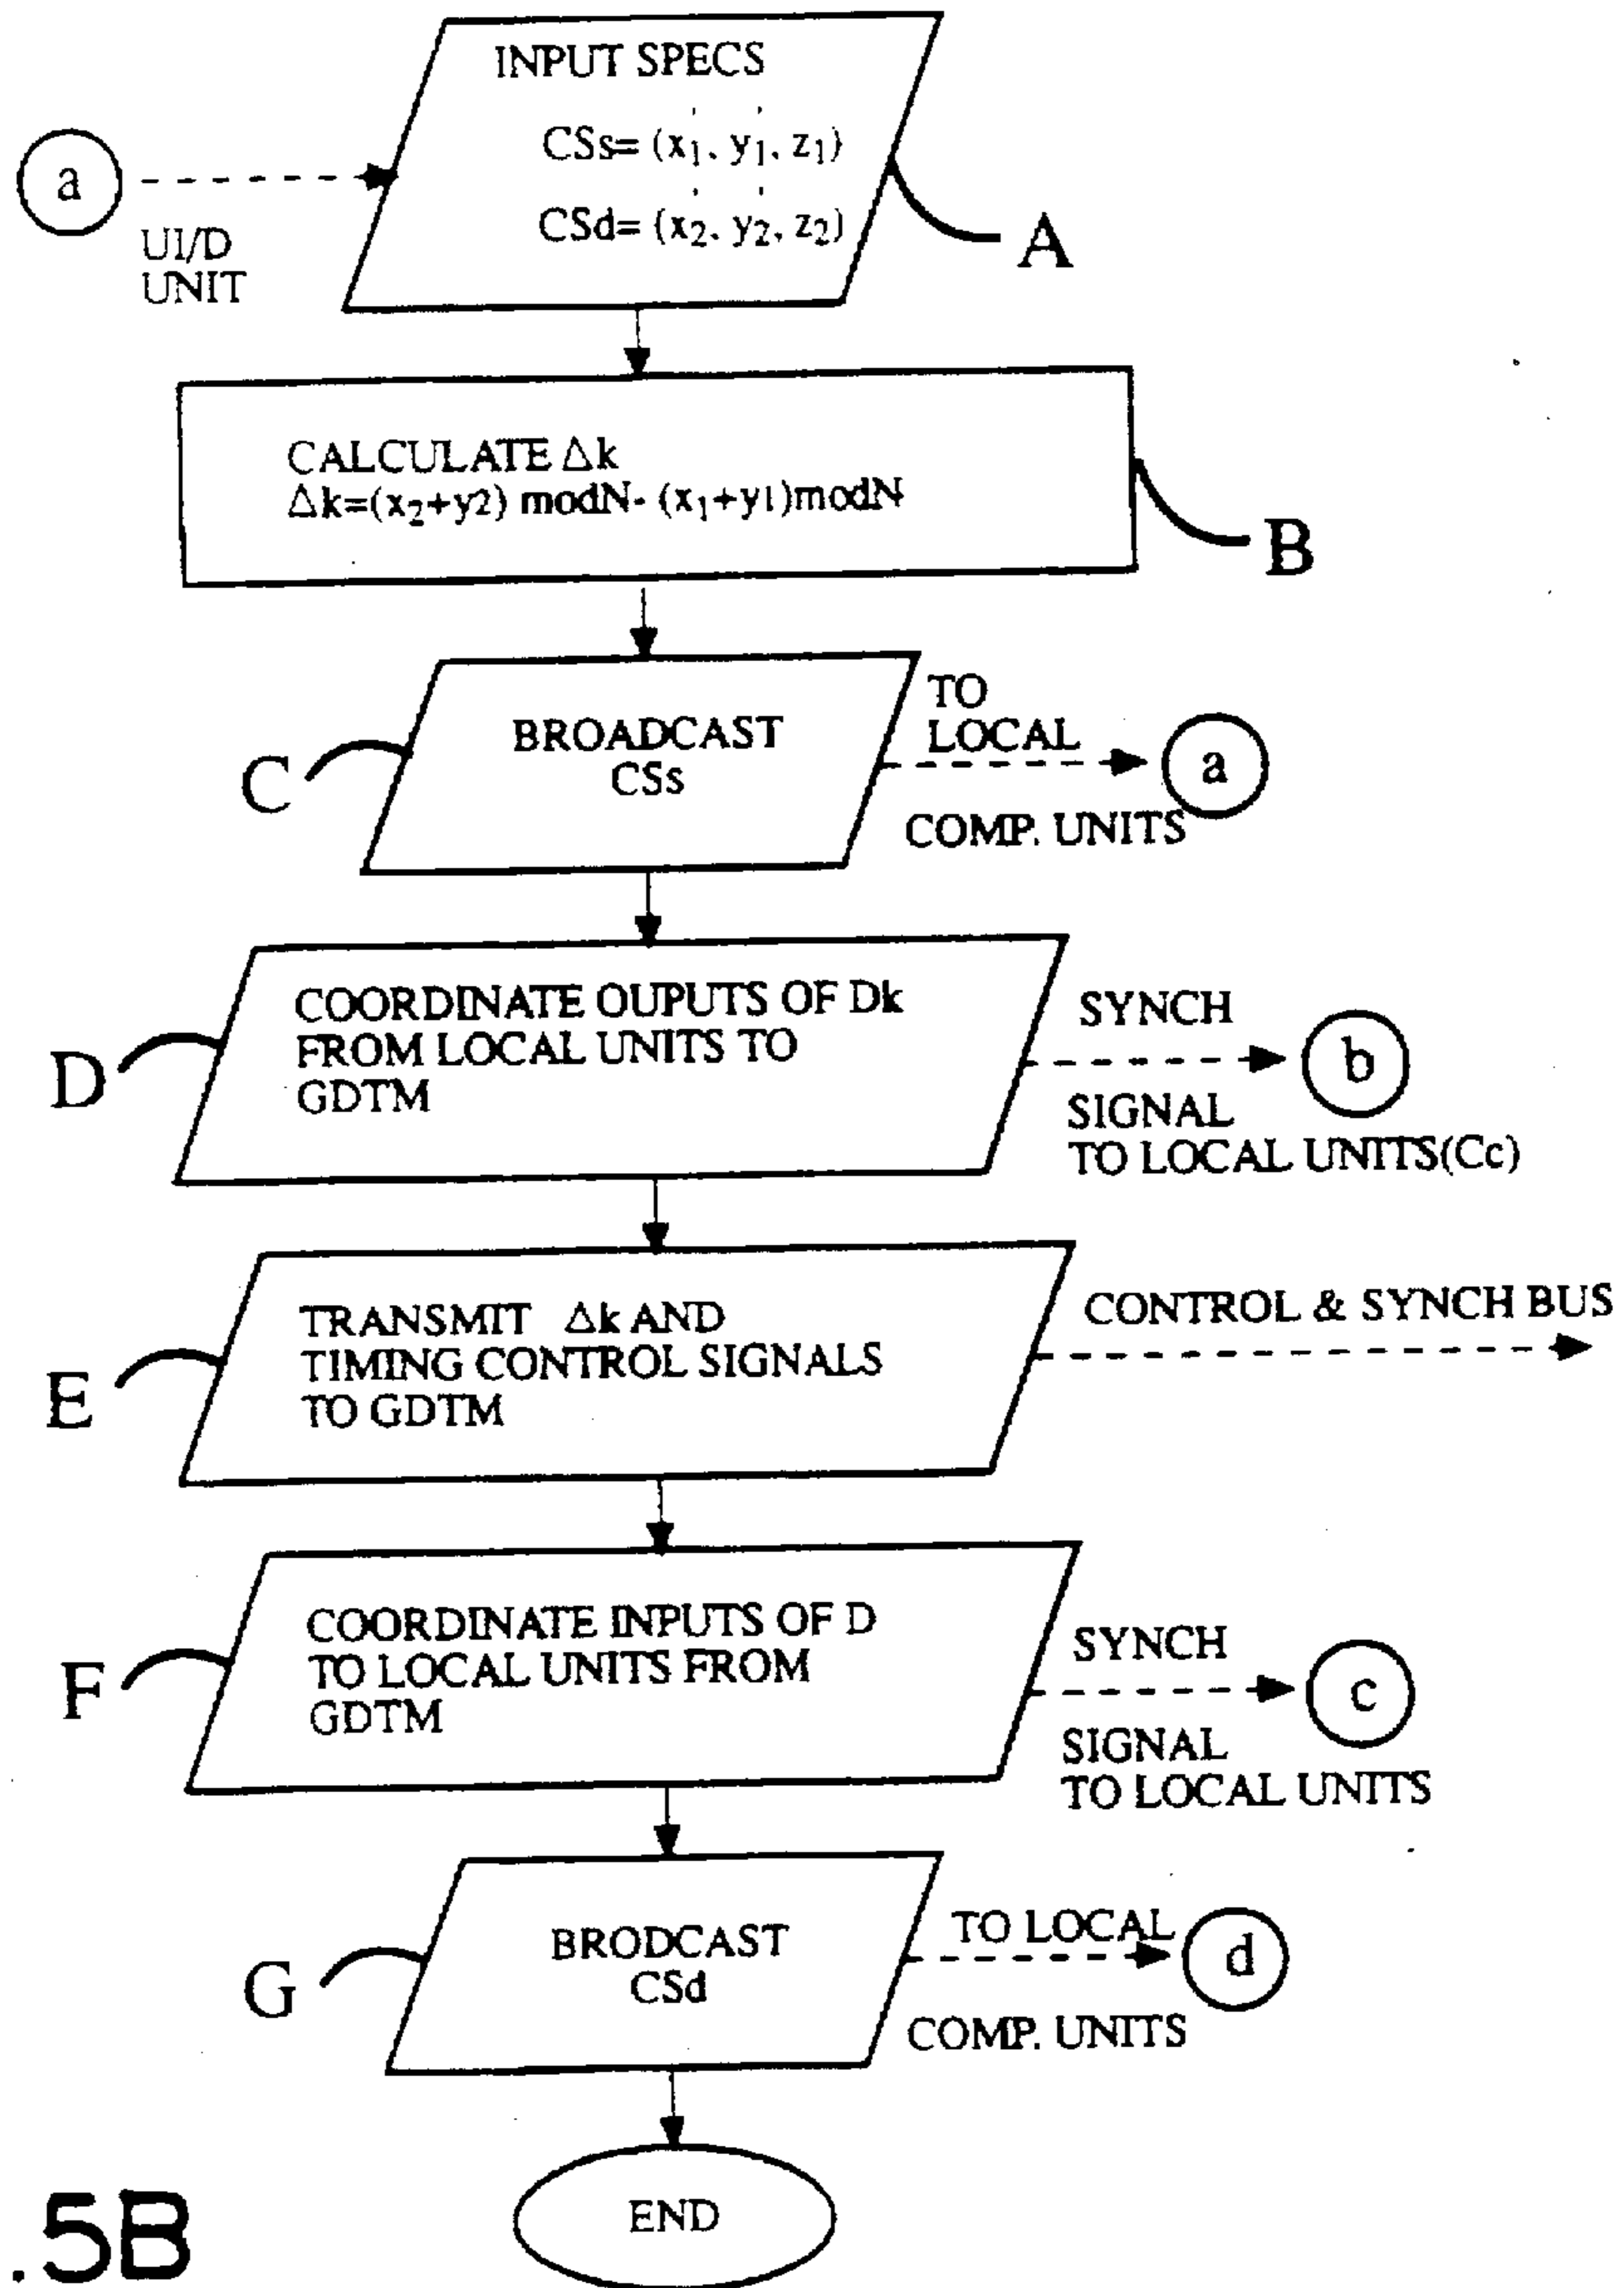 INPUT SPECS
CSs= (x1, y1, z1)
a
CSd= (x2, y2, z2)
UI/D
UNIT
A
CALCULATE Δk
Δk=(x2+y2) modN- (x1+y1)modN
B
BROADCAST
CSs
TO
LOCAL
a
C
COMP. UNITS
COORDINATE OUPUTS OF Dk
FROM LOCAL UNITS TO
GDTM
D
SYNCH
b
SIGNAL
TO LOCAL UNITS(Cc)
TRANSMIT Δk AND
TIMING CONTROL SIGNALS
TO GDTM
E
CONTROL & SYNCH BUS
COORDINATE INPUTS OF D
TO LOCAL UNITS FROM
GDTM
F
SYNCH
c
SIGNAL
TO LOCAL UNITS
BRODCAST
CSd
G
TO LOCAL
d
COMP. UNITS
END
.5B